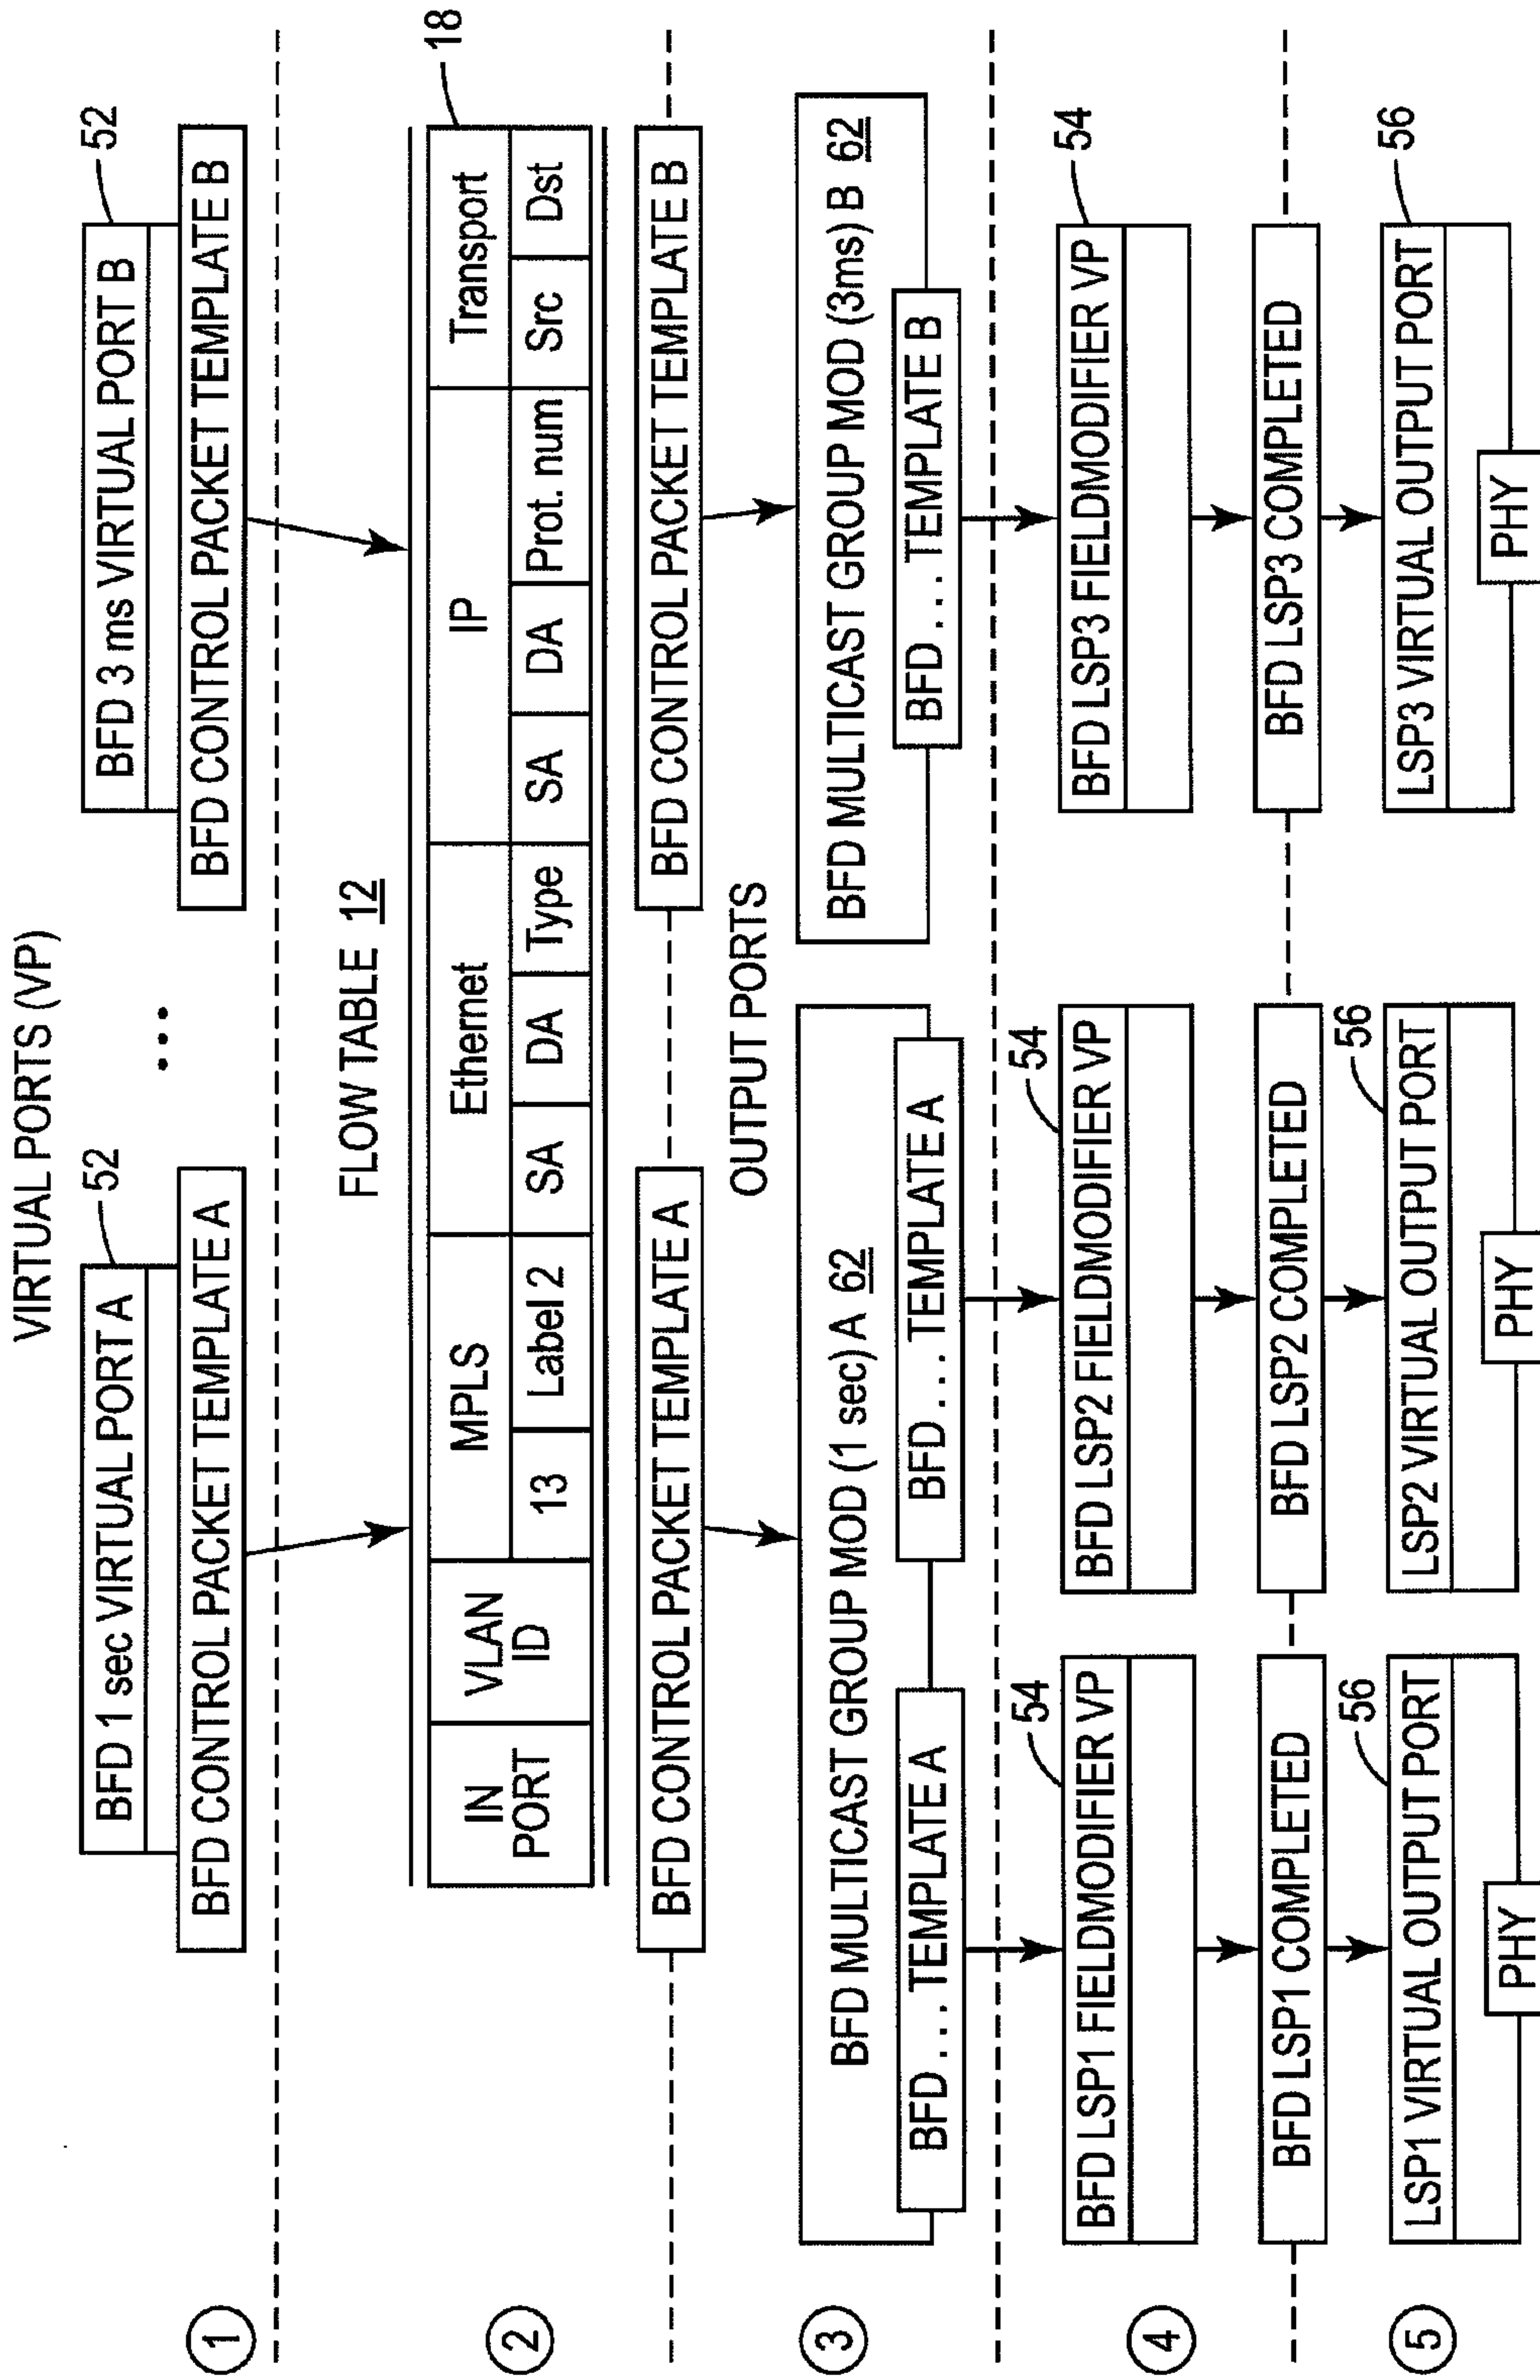 VIRTUAL PORTS (VP)
BFD 1 sec VIRTUAL PORT A
52
...
BFD 3 ms VIRTUAL PORT B
52
1
BFD CONTROL PACKET TEMPLATE A
BFD CONTROL PACKET TEMPLATE B
FLOW TABLE 12
18
2
IN PORT
VLAN ID
MPLS
Ethernet
IP
Transport
13
Label 2
SA
DA
Type
SA
DA
Prot. num
Src
Dst
BFD CONTROL PACKET TEMPLATE A
BFD CONTROL PACKET TEMPLATE B
OUTPUT PORTS
3
BFD MULTICAST GROUP MOD (1 sec) A 62
BFD MULTICAST GROUP MOD (3ms) B 62
BFD ... TEMPLATE A
BFD .... TEMPLATE A
BFD ... TEMPLATE B
54
54
54
4
BFD LSP1 FIELDMODIFIER VP
BFD LSP2 FIELDMODIFIER VP
BFD LSP3 FIELDMODIFIER VP
BFD LSP1 COMPLETED
BFD LSP2 COMPLETED
BFD LSP3 COMPLETED
56
56
56
5
LSP1 VIRTUAL OUTPUT PORT
LSP2 VIRTUAL OUTPUT PORT
LSP3 VIRTUAL OUTPUT PORT
PHY
PHY
PHY